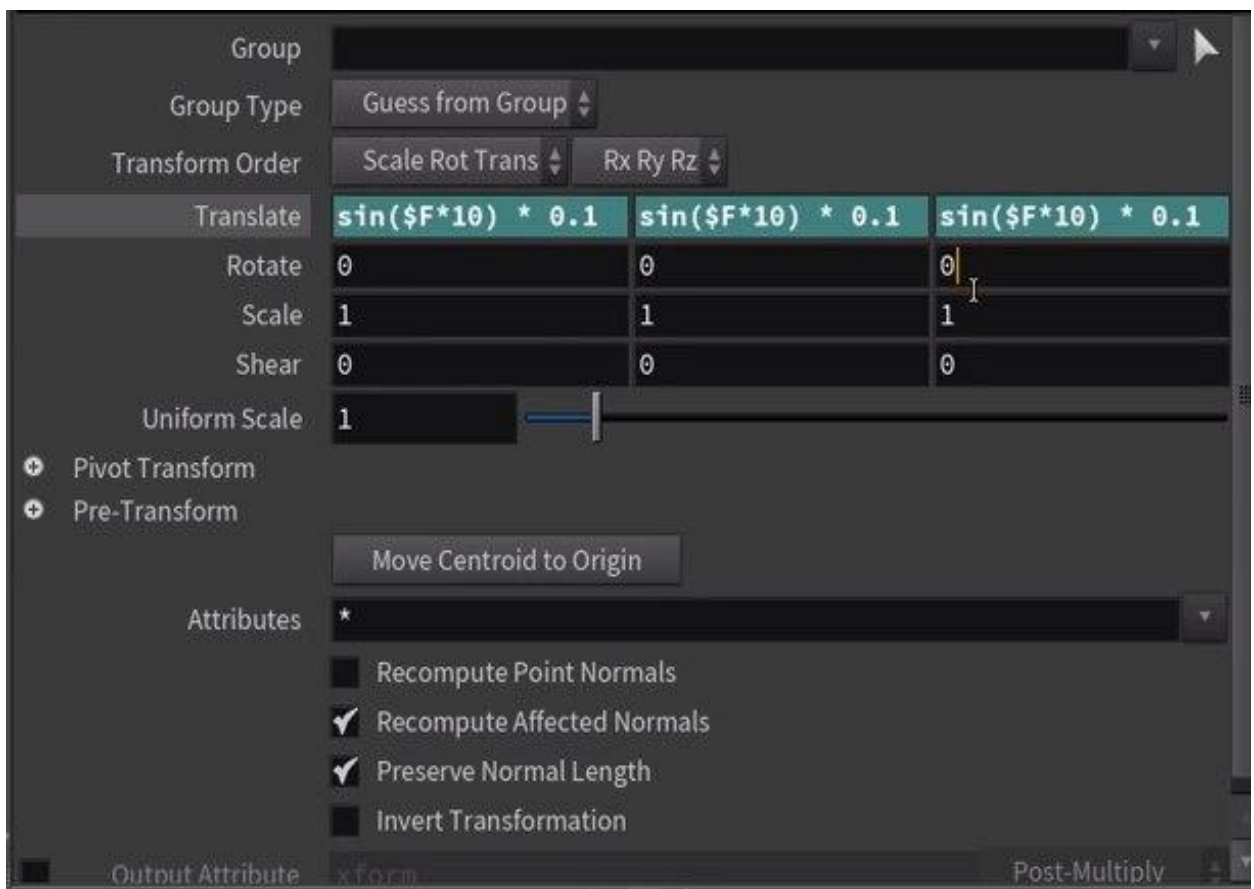 Group
Group Type Guess from Group
Transform Order Scale Rot Trans Rx Ry Rz
Translate sin($F*10) * 0.1 sin($F*10) * 0.1 sin($F*10) * 0.1
Rotate 0 0 0
Scale 1 1 1
Shear 0 0 0
Uniform Scale 1
Pivot Transform
Pre-Transform
Move Centroid to Origin
Attributes *
Recompute Point Normals
Recompute Affected Normals
Preserve Normal Length
Invert Transformation
Output Attribute xform Post-Multiply